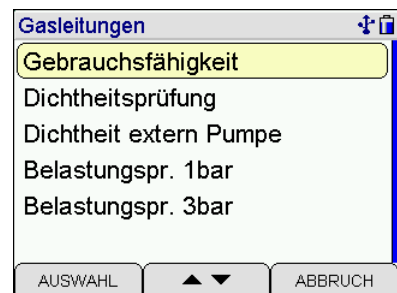 Gasleitungen
Gebrauchsfähigkeit
Dichtheitsprüfung
Dichtheit extern Pumpe
Belastungspr. 1bar
Belastungspr. 3bar
AUSWAHL ▲ ▼ ABBRUCH